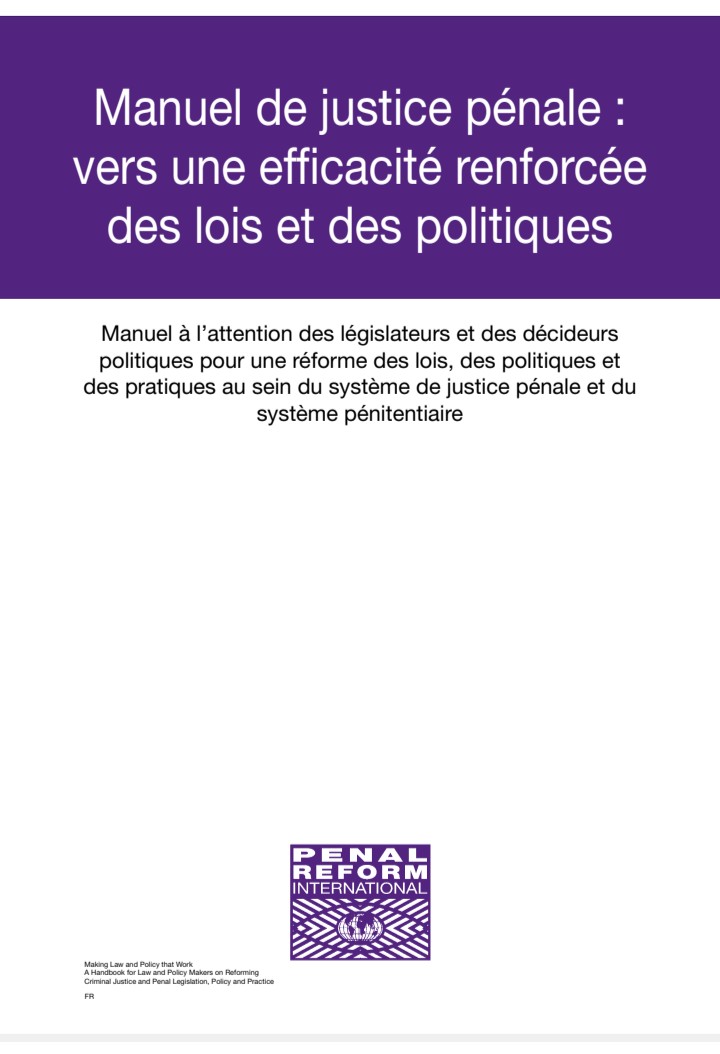 Manuel de justice pénale :
vers une efficacité renforcée
des lois et des politiques
Manuel à l’attention des législateurs et des décideurs
politiques pour une réforme des lois, des politiques et
des pratiques au sein du système de justice pénale et du
système pénitentiaire
PENAL
REFORM
INTERNATIONAL
Making Law and Policy that Work
A Handbook for Law and Policy Makers on Reforming
Criminal Justice and Penal Legislation, Policy and Practice
FR